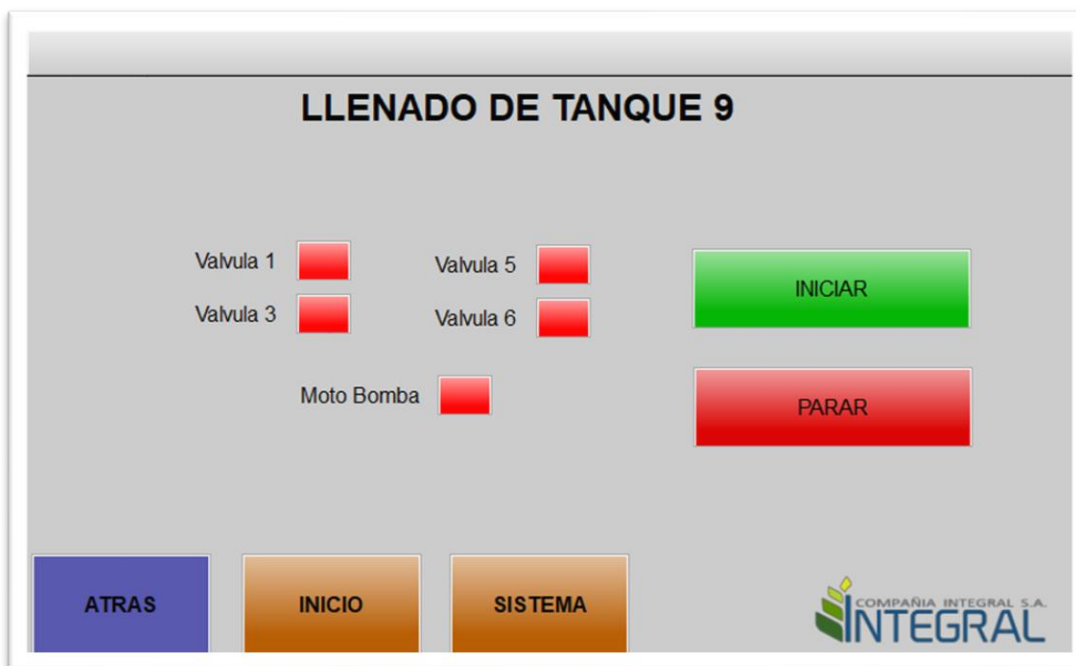 LLENADO DE TANQUE 9
Valvula 1
Valvula 5
INICIAR
Valvula 3
Valvula 6
Moto Bomba
PARAR
ATRAS
INICIO
SISTEMA
COMPAÑIA INTEGRAL S.A.
INTEGRAL